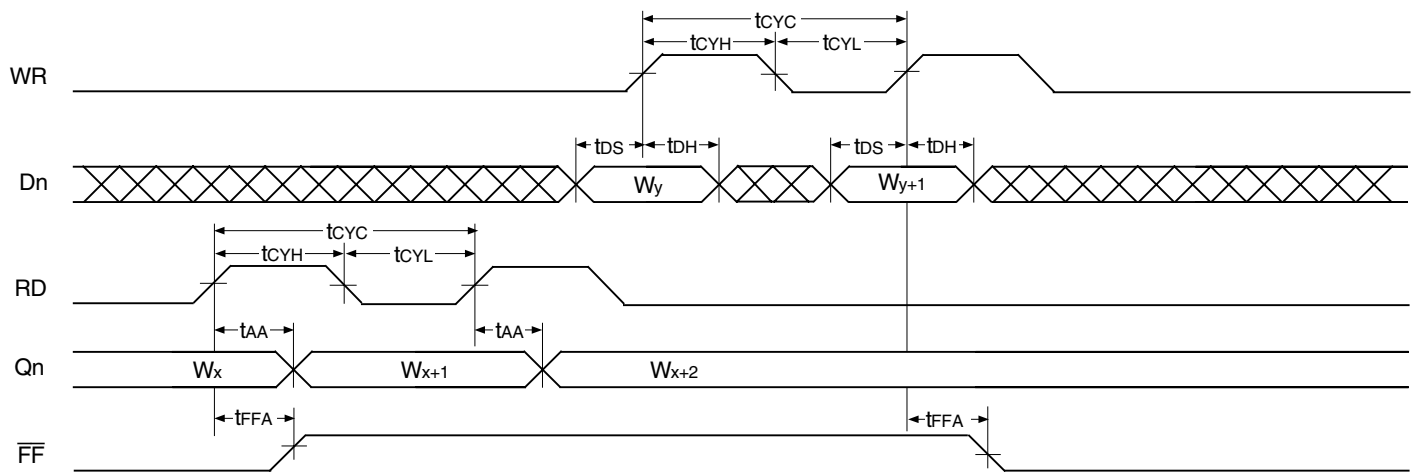 tCYC
tCYH tCYL
WR
tDS tDH tDS tDH
Dn Wy Wy+1
tCYC
tCYH tCYL
RD
tAA tAA
Qn Wx Wx+1 Wx+2
tFFA tFFA
F̅F̅